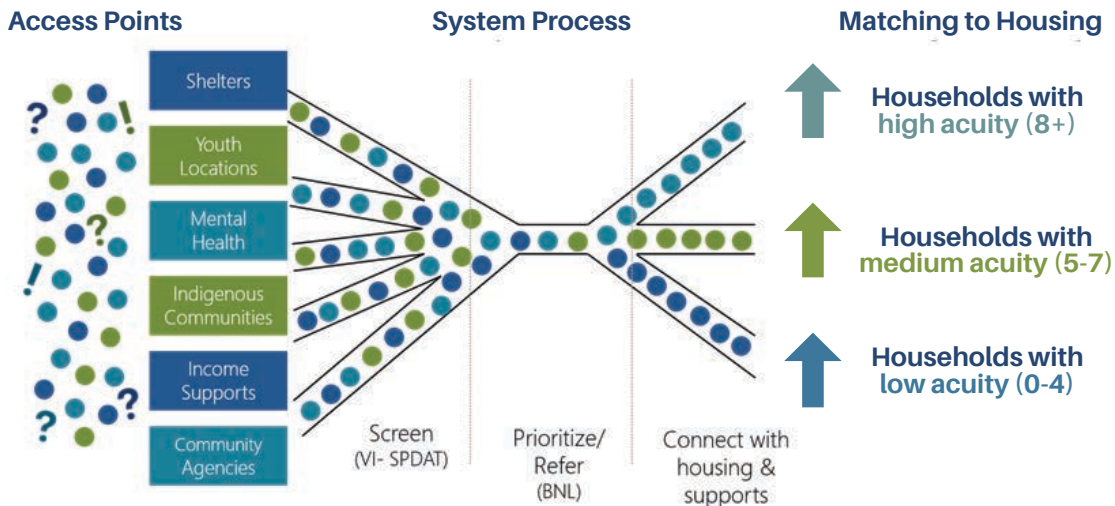 Access Points
System Process
Matching to Housing
Shelters
Youth
Locations
Mental
Health
Indigenous
Communities
Income
Supports
Community
Agencies
?
!
?
!
?
?
Screen
(VI- SPDAT)
Prioritize/
Refer
(BNL)
Connect with
housing &
supports
Households with
high acuity (8+)
Households with
medium acuity (5-7)
Households with
low acuity (0-4)